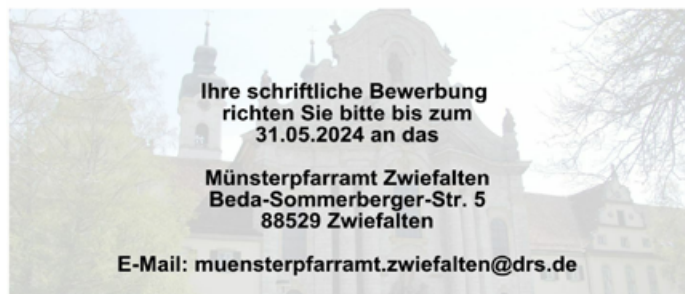 Ihre schriftliche Bewerbung
richten Sie bitte bis zum
31.05.2024 an das
Münsterpfarramt Zwiefalten
Beda-Sommerberger-Str. 5
88529 Zwiefalten
E-Mail: muensterpfarramt.zwiefalten@drs.de